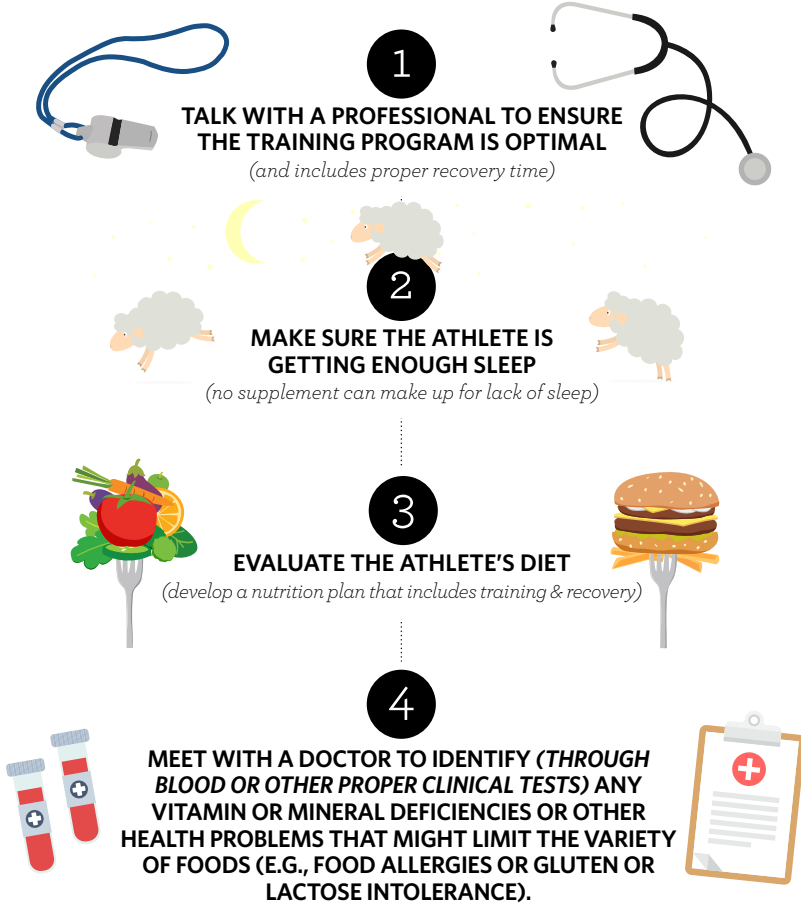 1
TALK WITH A PROFESSIONAL TO ENSURE
THE TRAINING PROGRAM IS OPTIMAL
(and includes proper recovery time)
2
MAKE SURE THE ATHLETE IS
GETTING ENOUGH SLEEP
(no supplement can make up for lack of sleep)
3
EVALUATE THE ATHLETE'S DIET
(develop a nutrition plan that includes training & recovery)
4
MEET WITH A DOCTOR TO IDENTIFY (THROUGH
BLOOD OR OTHER PROPER CLINICAL TESTS) ANY
VITAMIN OR MINERAL DEFICIENCIES OR OTHER
HEALTH PROBLEMS THAT MIGHT LIMIT THE VARIETY
OF FOODS (E.G., FOOD ALLERGIES OR GLUTEN OR
LACTOSE INTOLERANCE).